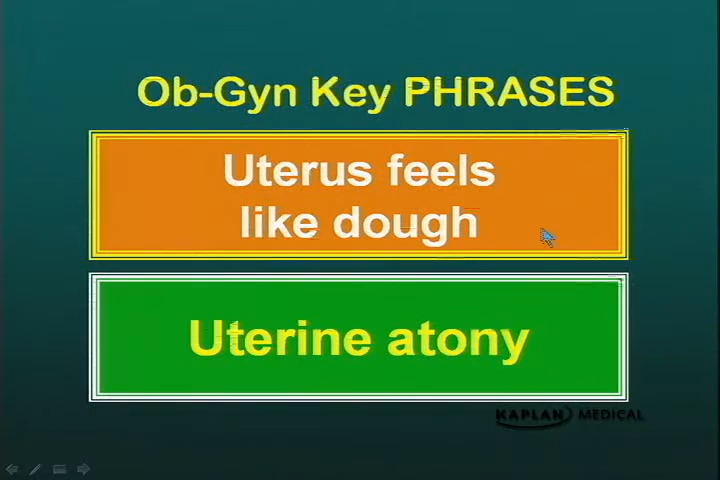 Ob-Gyn Key PHRASES
Uterus feels
like dough
Uterine atony
KAPLAN MEDICAL